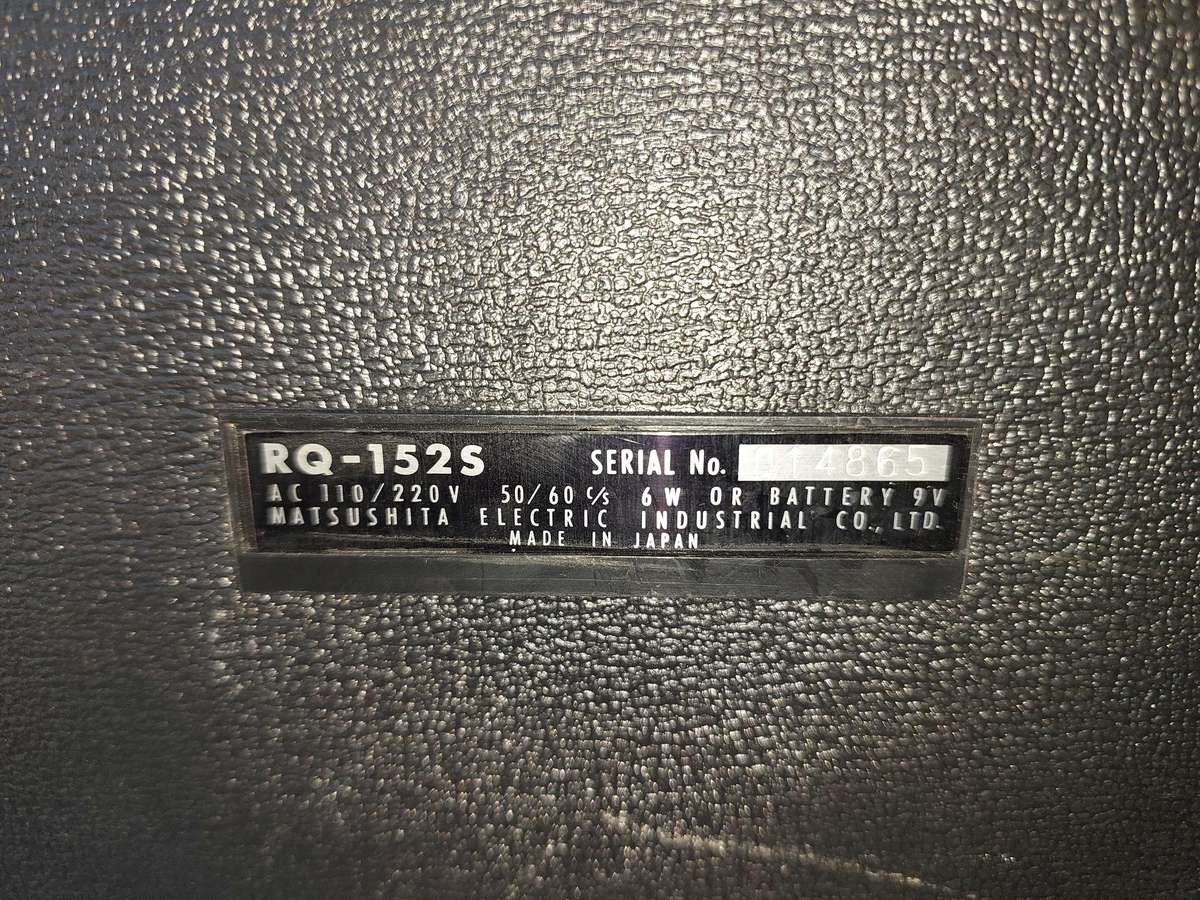 RQ-152S SERIAL No. 014865
AC 110/220V 50/60 c/s 6W OR BATTERY 9V
MATSUSHITA ELECTRIC INDUSTRIAL CO., LTD.
MADE IN JAPAN